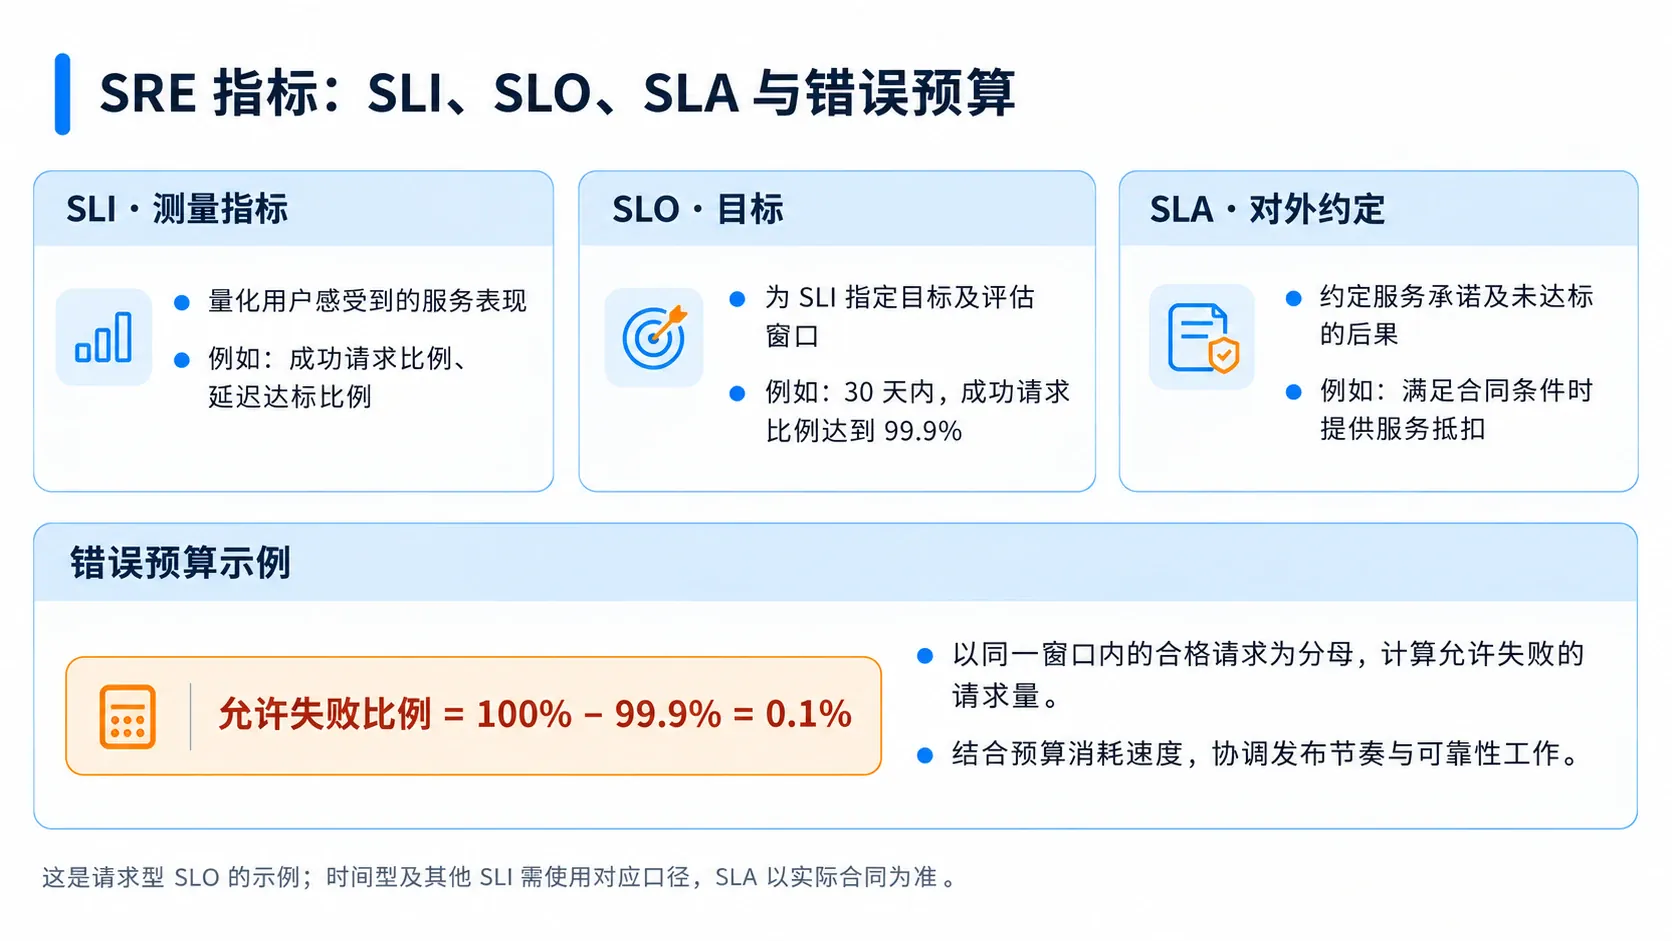 SRE 指标：SLI、SLO、SLA 与错误预算
SLI · 测量指标
量化用户感受到的服务表现
例如：成功请求比例、
延迟达标比例
SLO · 目标
为 SLI 指定目标及评估
窗口
例如：30 天内，成功请求
比例达到 99.9%
SLA · 对外约定
约定服务承诺及未达标
的后果
例如：满足合同条件时
提供服务抵扣
错误预算示例
允许失败比例 = 100% − 99.9% = 0.1%
以同一窗口内的合格请求为分母，计算允许失败的
请求量。
结合预算消耗速度，协调发布节奏与可靠性工作。
这是请求型 SLO 的示例；时间型及其他 SLI 需使用对应口径，SLA 以实际合同为准。